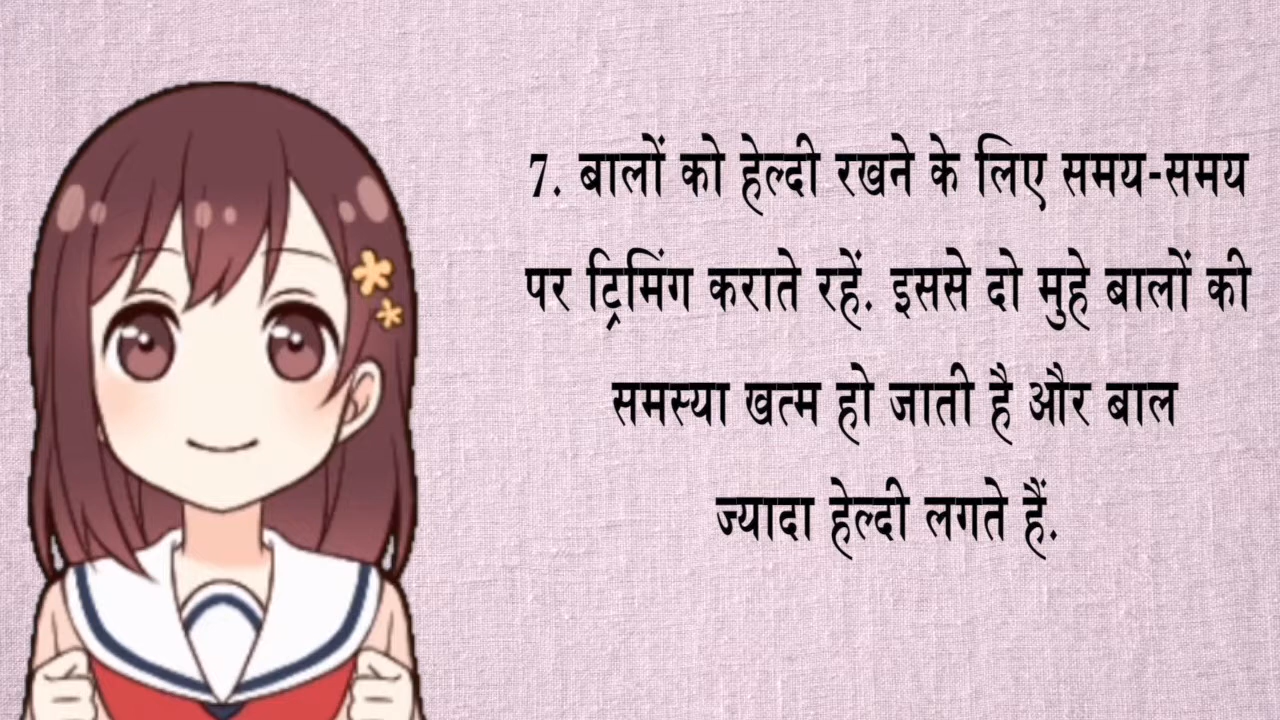 7. बालों को हेल्दी रखने के लिए समय-समय
पर ट्रिमिंग कराते रहें. इससे दो मुहे बालों की
समस्या खत्म हो जाती है और बाल
ज्यादा हेल्दी लगते हैं.